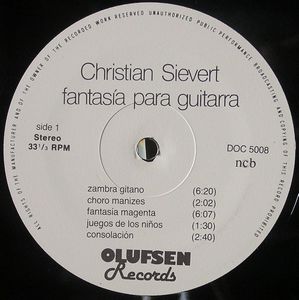 ALL RIGHTS OF THE MANUFACTURER AND OF THE OWNER OF THE RECORDED WORK RESERVED UNAUTHORIZED PUBLIC PERFORMANCE BROADCASTING AND COPYING OF THIS RECORD PROHIBITED
Christian Sievert
fantasía para guitarra
side 1
Stereo
33 1/3 RPM
DOC 5008
ncb
zambra gitano (6:20)
choro manizes (2:02)
fantasia magenta (6:07)
juegos de los niños (1:30)
consolación (2:40)
OLUFSEN
Records